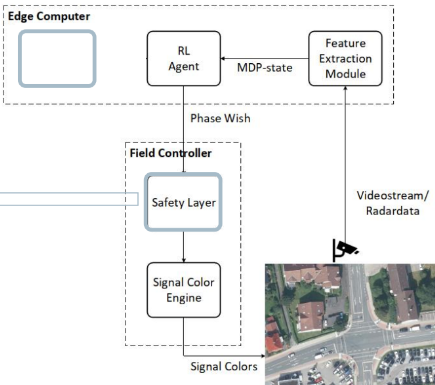 Edge Computer
RL
Agent
MDP-state
Feature
Extraction
Module
Phase Wish
Field Controller
Safety Layer
Videostream/
Radardata
Signal Color
Engine
Signal Colors